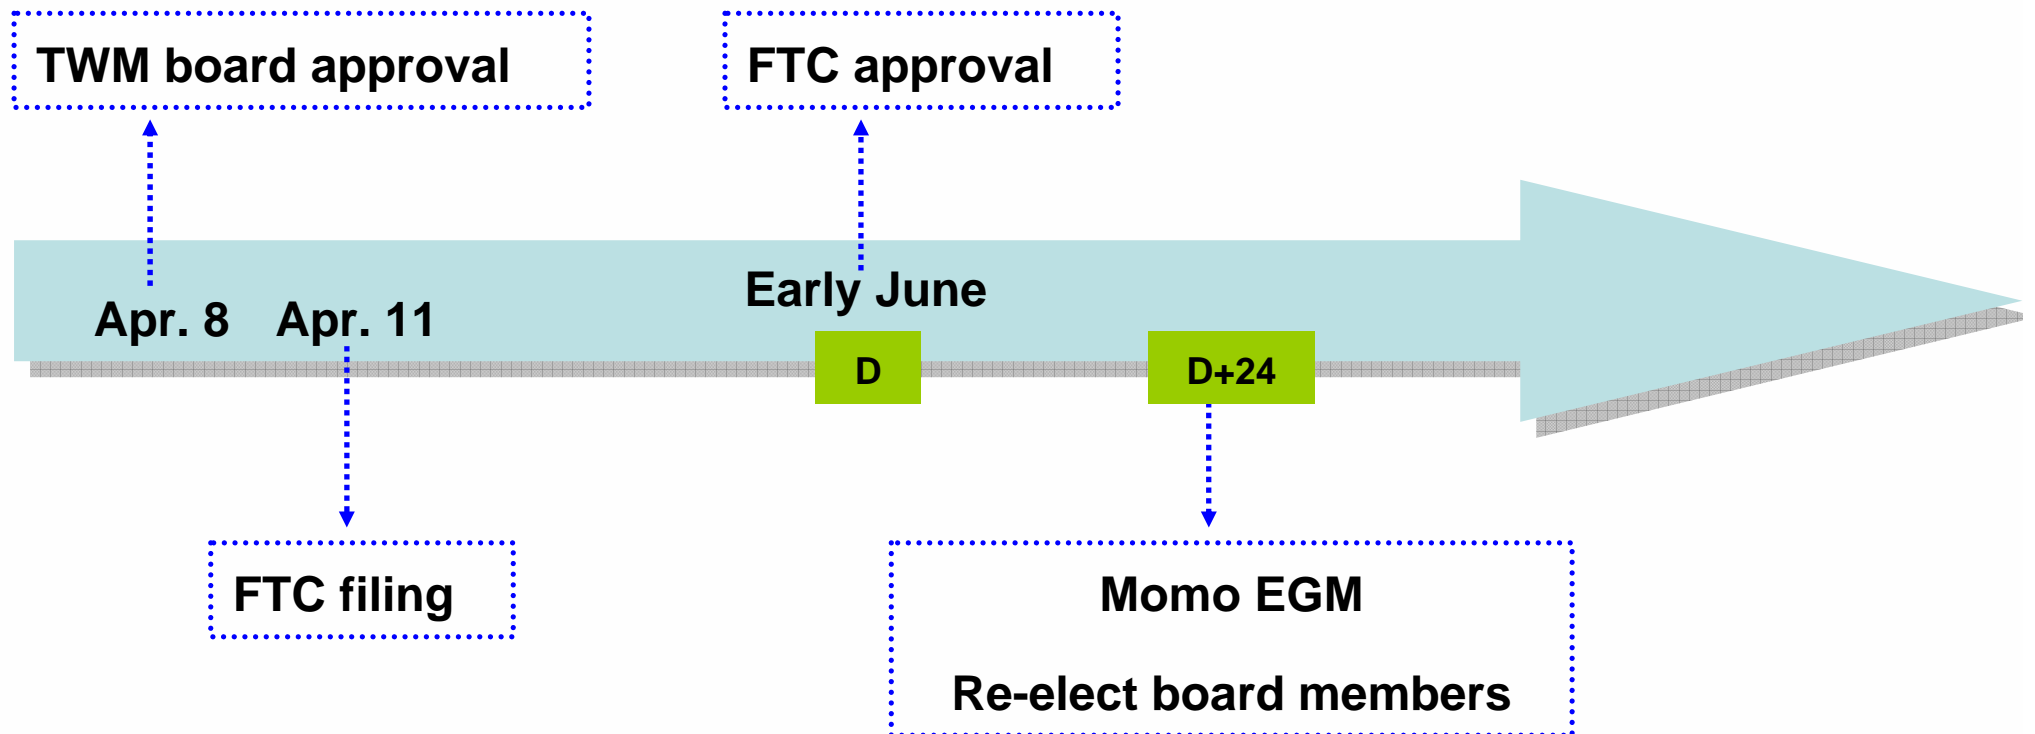 TWM board approval
FTC approval
Early June
Apr. 8
Apr. 11
D
D+24
FTC filing
Momo EGM
Re-elect board members